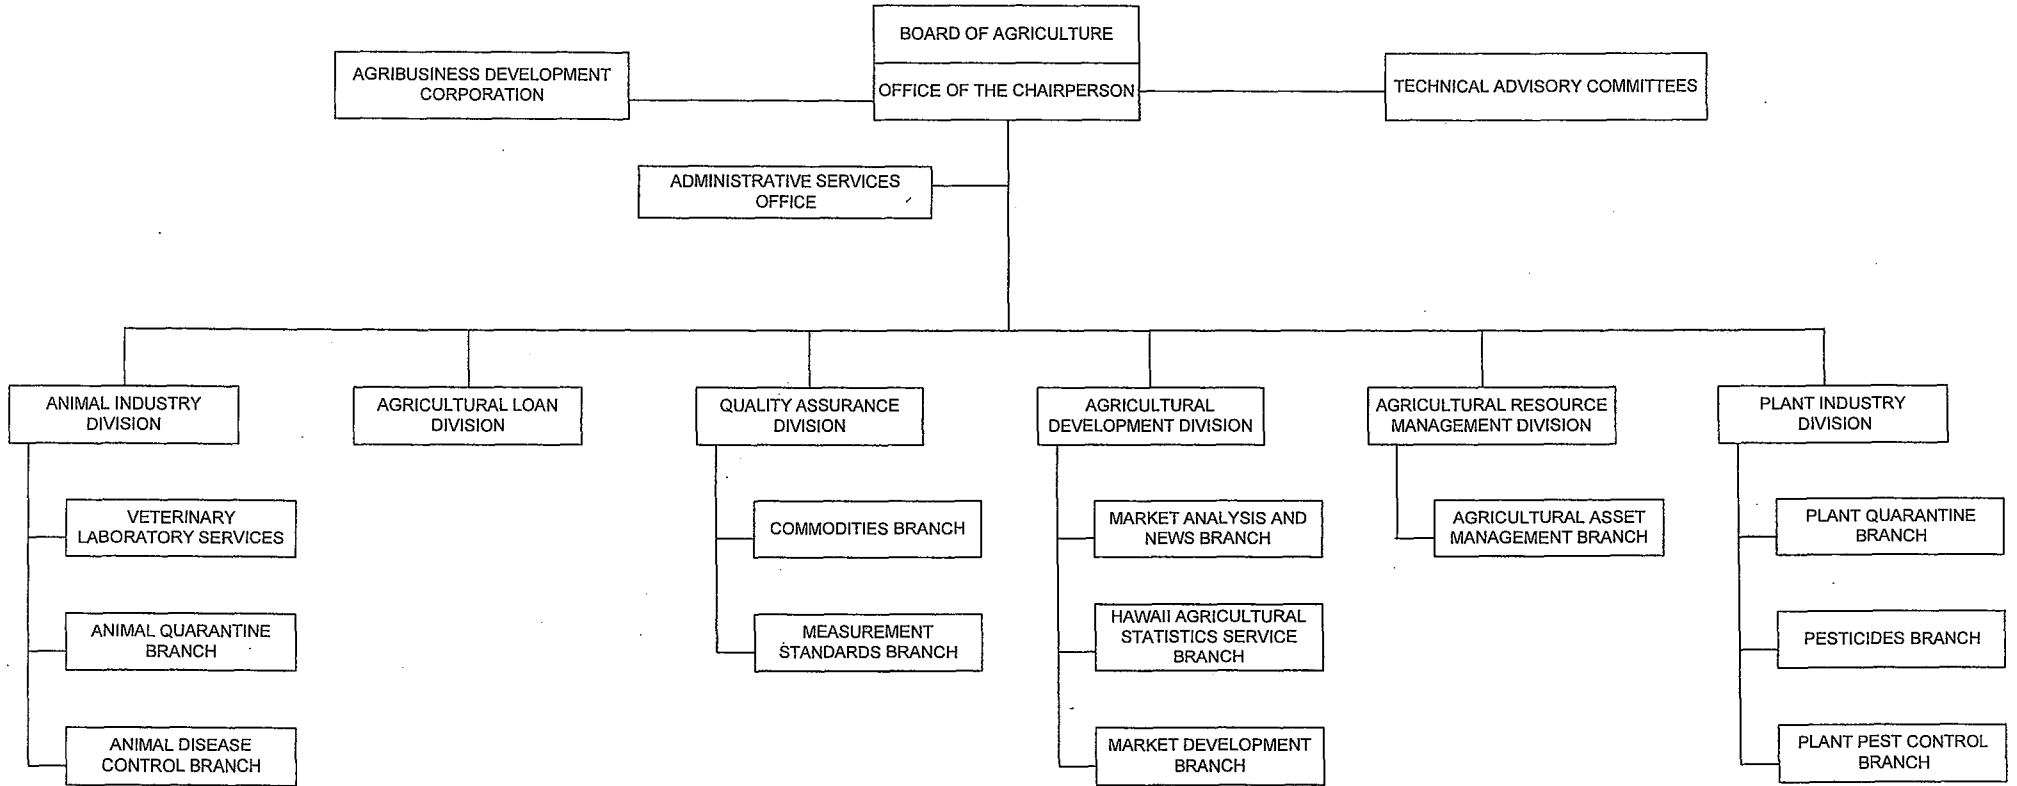 BOARD OF AGRICULTURE
OFFICE OF THE CHAIRPERSON
AGRIBUSINESS DEVELOPMENT
CORPORATION
TECHNICAL ADVISORY COMMITTEES
ADMINISTRATIVE SERVICES
OFFICE
ANIMAL INDUSTRY
DIVISION
AGRICULTURAL LOAN
DIVISION
QUALITY ASSURANCE
DIVISION
AGRICULTURAL
DEVELOPMENT DIVISION
AGRICULTURAL RESOURCE
MANAGEMENT DIVISION
PLANT INDUSTRY
DIVISION
VETERINARY
LABORATORY SERVICES
COMMODITIES BRANCH
MARKET ANALYSIS AND
NEWS BRANCH
AGRICULTURAL ASSET
MANAGEMENT BRANCH
PLANT QUARANTINE
BRANCH
ANIMAL QUARANTINE
BRANCH
MEASUREMENT
STANDARDS BRANCH
HAWAII AGRICULTURAL
STATISTICS SERVICE
BRANCH
PESTICIDES BRANCH
ANIMAL DISEASE
CONTROL BRANCH
MARKET DEVELOPMENT
BRANCH
PLANT PEST CONTROL
BRANCH